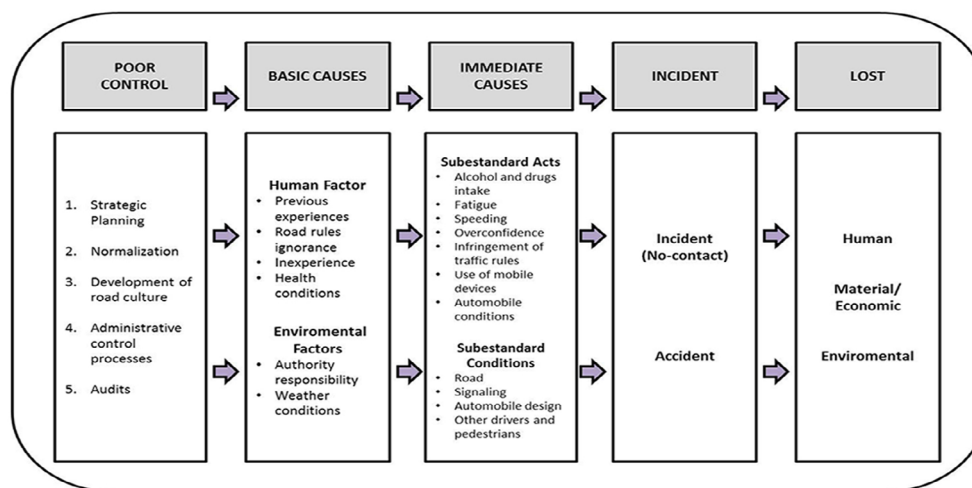 POOR
CONTROL
BASIC CAUSES
IMMEDIATE
CAUSES
INCIDENT
LOST
1. Strategic
Planning
2. Normalization
3. Development of
road culture
4. Administrative
control
processes
5. Audits
Human Factor
• Previous
experiences
• Road rules
ignorance
• Inexperience
• Health
conditions
Enviromental
Factors
• Authority
responsibility
• Weather
conditions
Subestandard Acts
• Alcohol and drugs
intake
• Fatigue
• Speeding
• Overconfidence
• Infringement of
traffic rules
• Use of mobile
devices
• Automobile
conditions
Subestandard
Conditions
• Road
• Signaling
• Automobile design
• Other drivers and
pedestrians
Incident
(No-contact)
Accident
Human
Material/
Economic
Enviromental